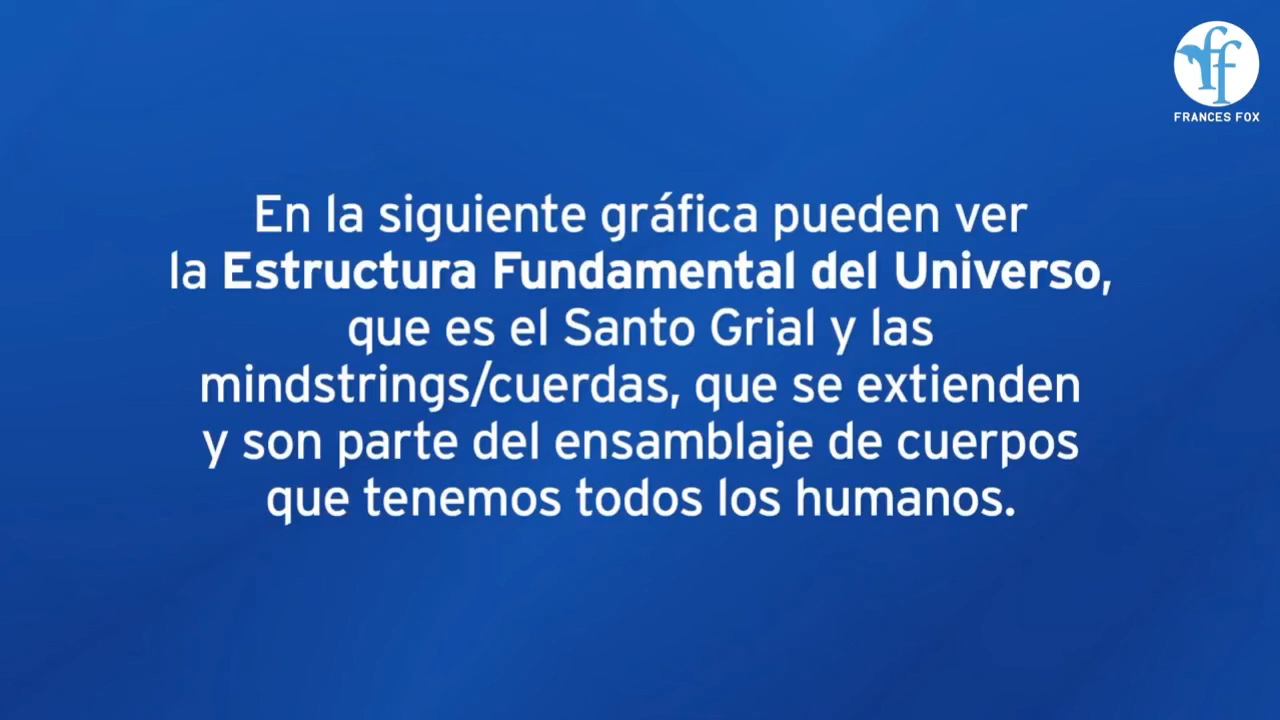 ff
FRANCES FOX
En la siguiente gráfica pueden ver
la Estructura Fundamental del Universo,
que es el Santo Grial y las
mindstrings/cuerdas, que se extienden
y son parte del ensamblaje de cuerpos
que tenemos todos los humanos.